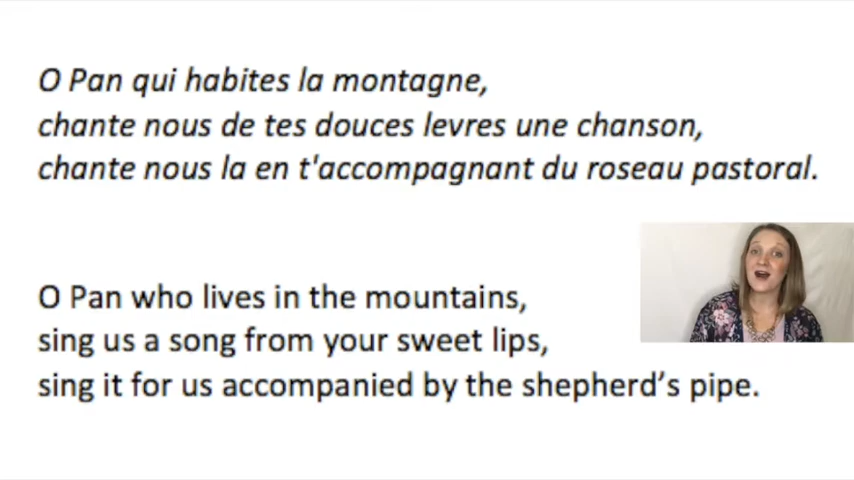 O Pan qui habites la montagne,
chante nous de tes douces levres une chanson,
chante nous la en t'accompagnant du roseau pastoral.
O Pan who lives in the mountains,
sing us a song from your sweet lips,
sing it for us accompanied by the shepherd’s pipe.